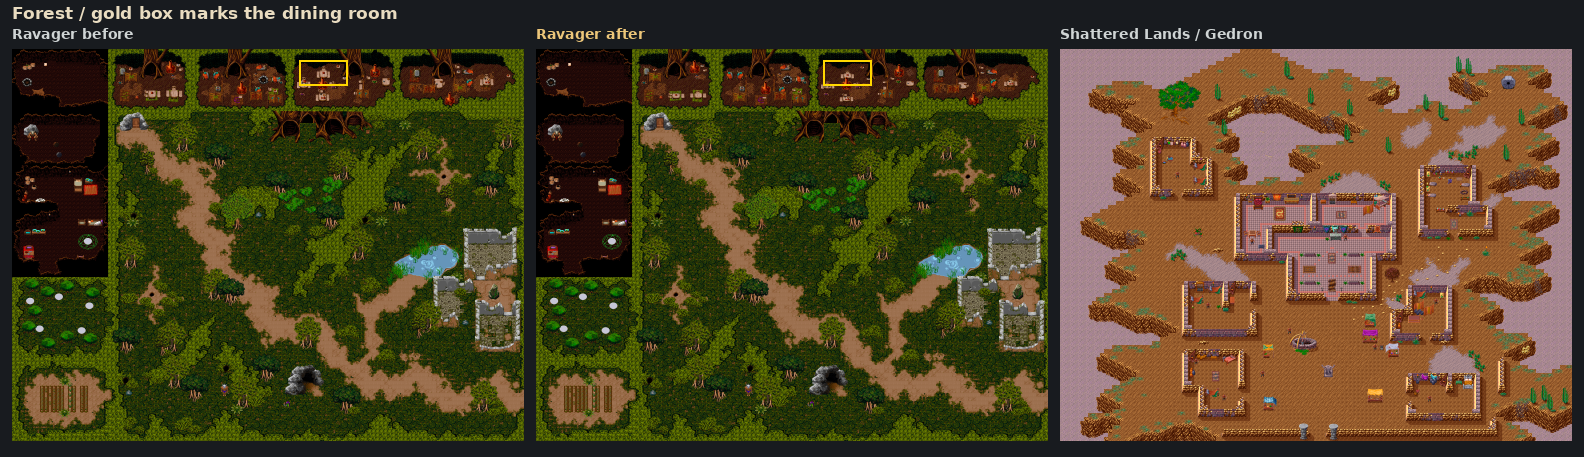 Forest / gold box marks the dining room
Ravager before
Ravager after
Shattered Lands / Gedron